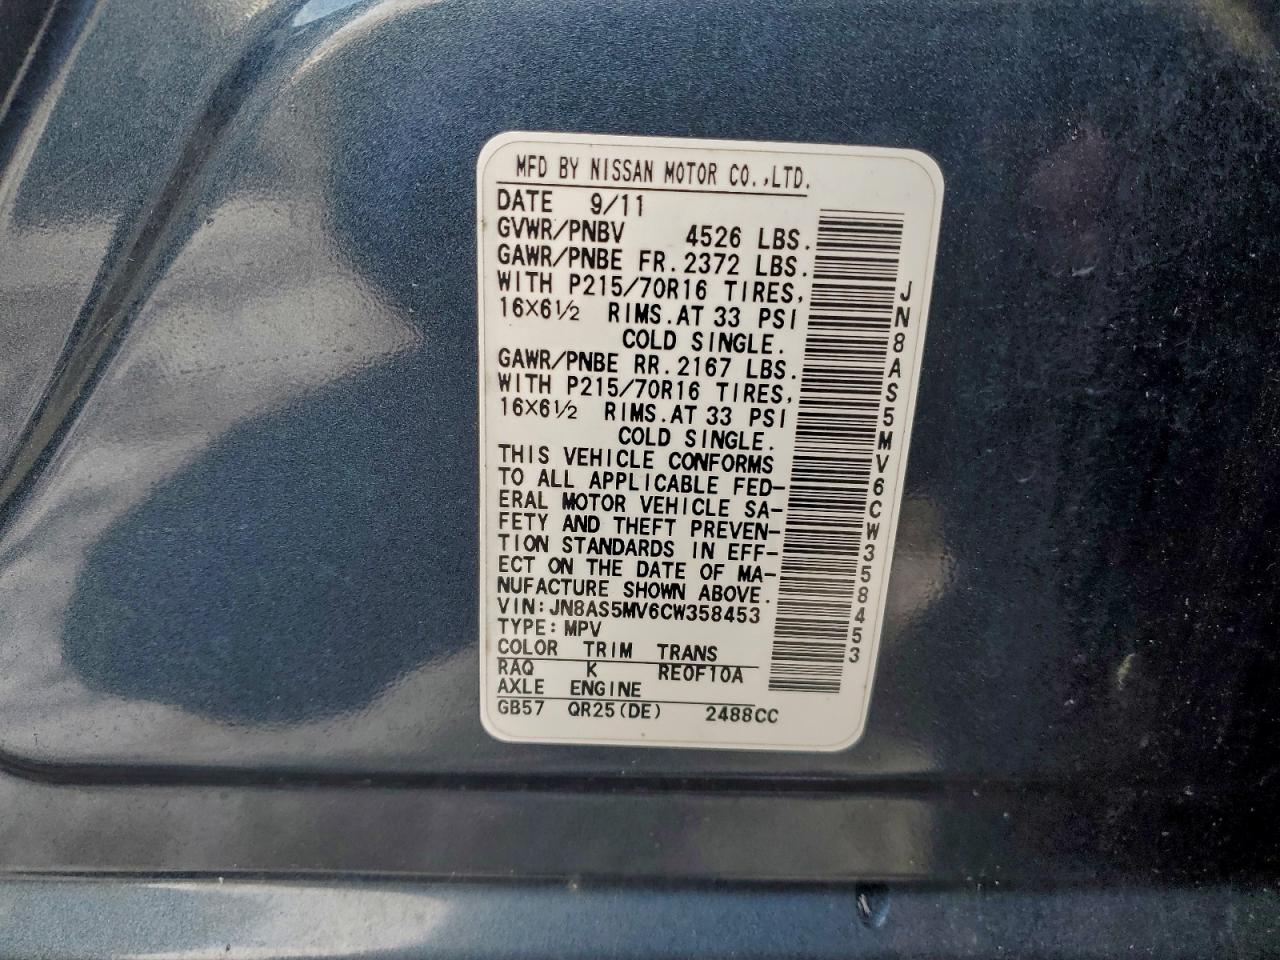 MFD BY NISSAN MOTOR CO.,LTD.
DATE 9/11
GVWR/PNBV 4526 LBS.
GAWR/PNBE FR. 2372 LBS.
WITH P215/70R16 TIRES,
16X6½ RIMS. AT 33 PSI
COLD SINGLE.
GAWR/PNBE RR. 2167 LBS.
WITH P215/70R16 TIRES,
16X6½ RIMS. AT 33 PSI
COLD SINGLE.
THIS VEHICLE CONFORMS
TO ALL APPLICABLE FED-
ERAL MOTOR VEHICLE SA-
FETY AND THEFT PREVEN-
TION STANDARDS IN EFF-
ECT ON THE DATE OF MA-
NUFACTURE SHOWN ABOVE.
VIN: JN8AS5MV6CW358453
TYPE: MPV
COLOR TRIM TRANS
RAQ K RE0F10A
AXLE ENGINE
GB57 QR25(DE) 2488CC
JN8AS5MV6CW358453